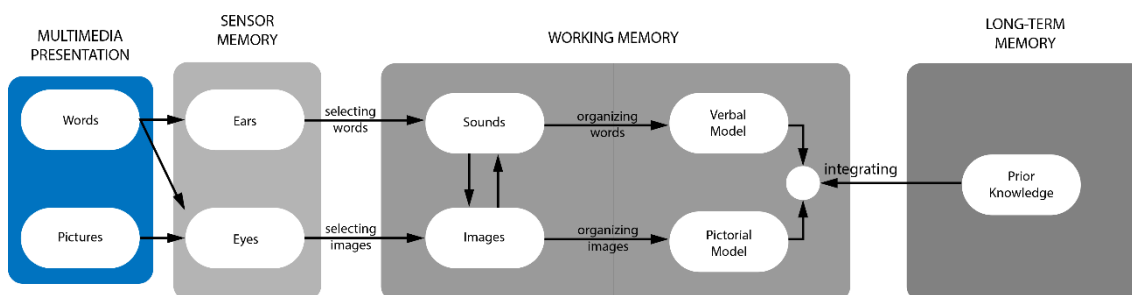 MULTIMEDIA
PRESENTATION
SENSOR
MEMORY
WORKING MEMORY
LONG-TERM
MEMORY
Words
Ears
selecting
words
Sounds
organizing
words
Verbal
Model
integrating
Prior
Knowledge
Pictures
Eyes
selecting
images
Images
organizing
images
Pictorial
Model